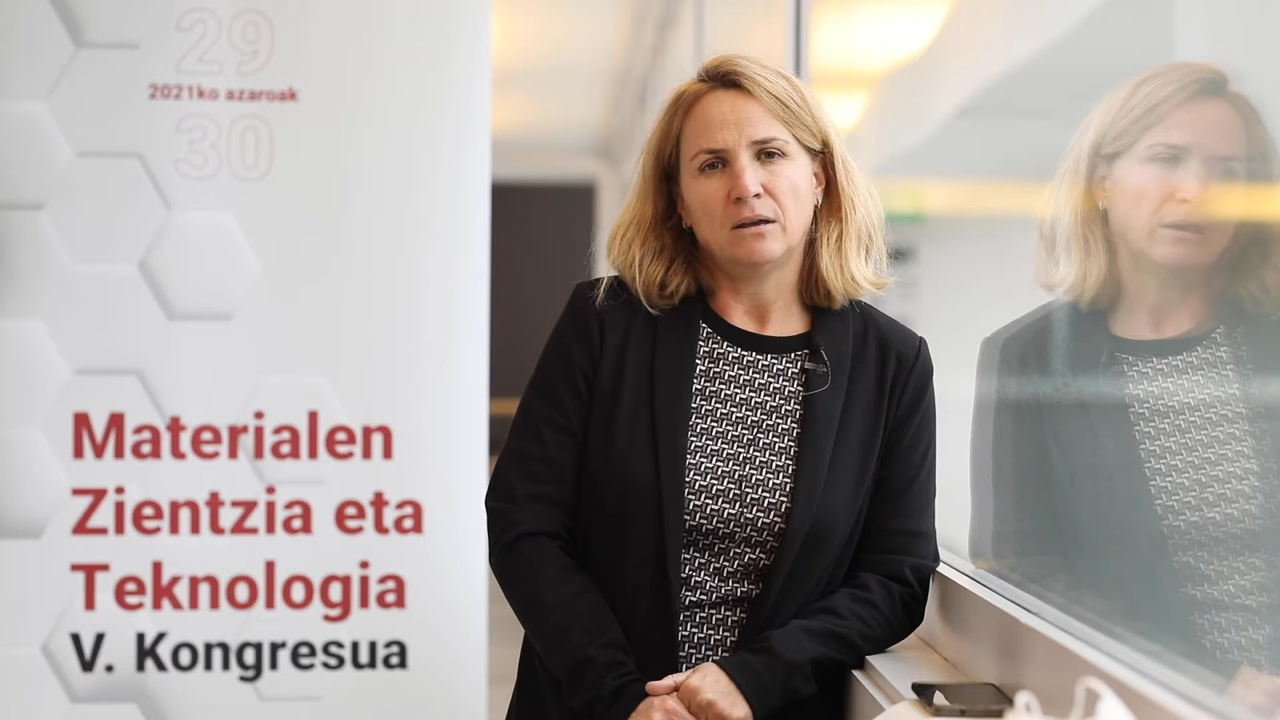 29
2021ko azaroak
30
Materialen
Zientzia eta
Teknologia
V. Kongresua